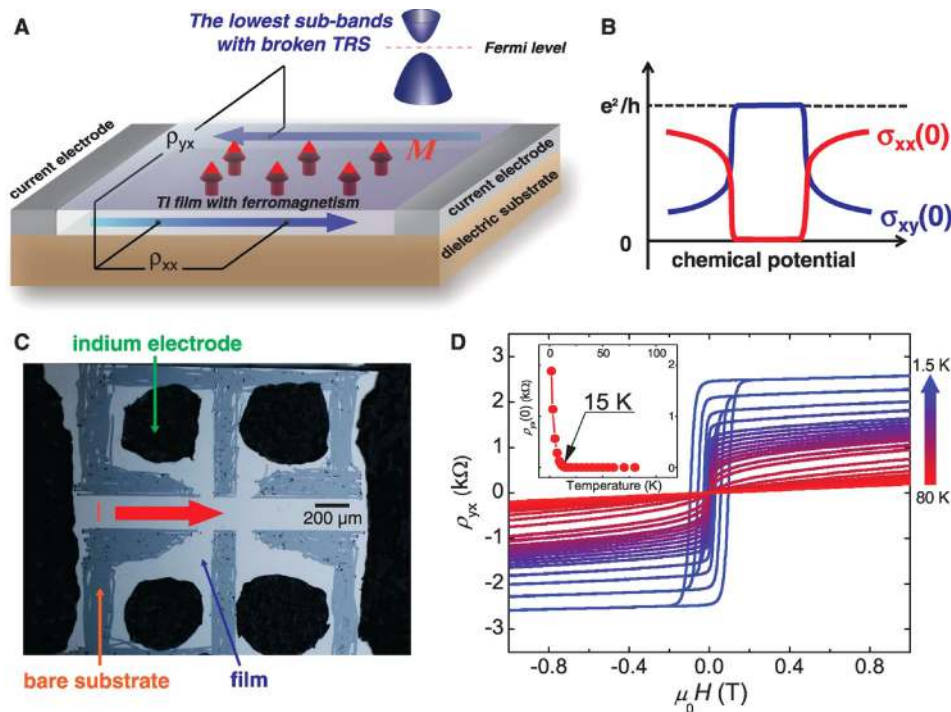 A
The lowest sub-bands
with broken TRS
Fermi level
current electrode
ρyx
M
TI film with ferromagnetism
ρxx
current electrode
dielectric substrate
B
e²/h
σxx(0)
σxy(0)
0
chemical potential
C
indium electrode
200 μm
bare substrate
film
D
3
2
1
0
-1
-2
-3
ρyx (kΩ)
-0.8
-0.4
0.0
0.4
0.8
μ0H (T)
0
50
100
2
1
0
ρyx(0) (kΩ)
15 K
Temperature (K)
1.5 K
80 K